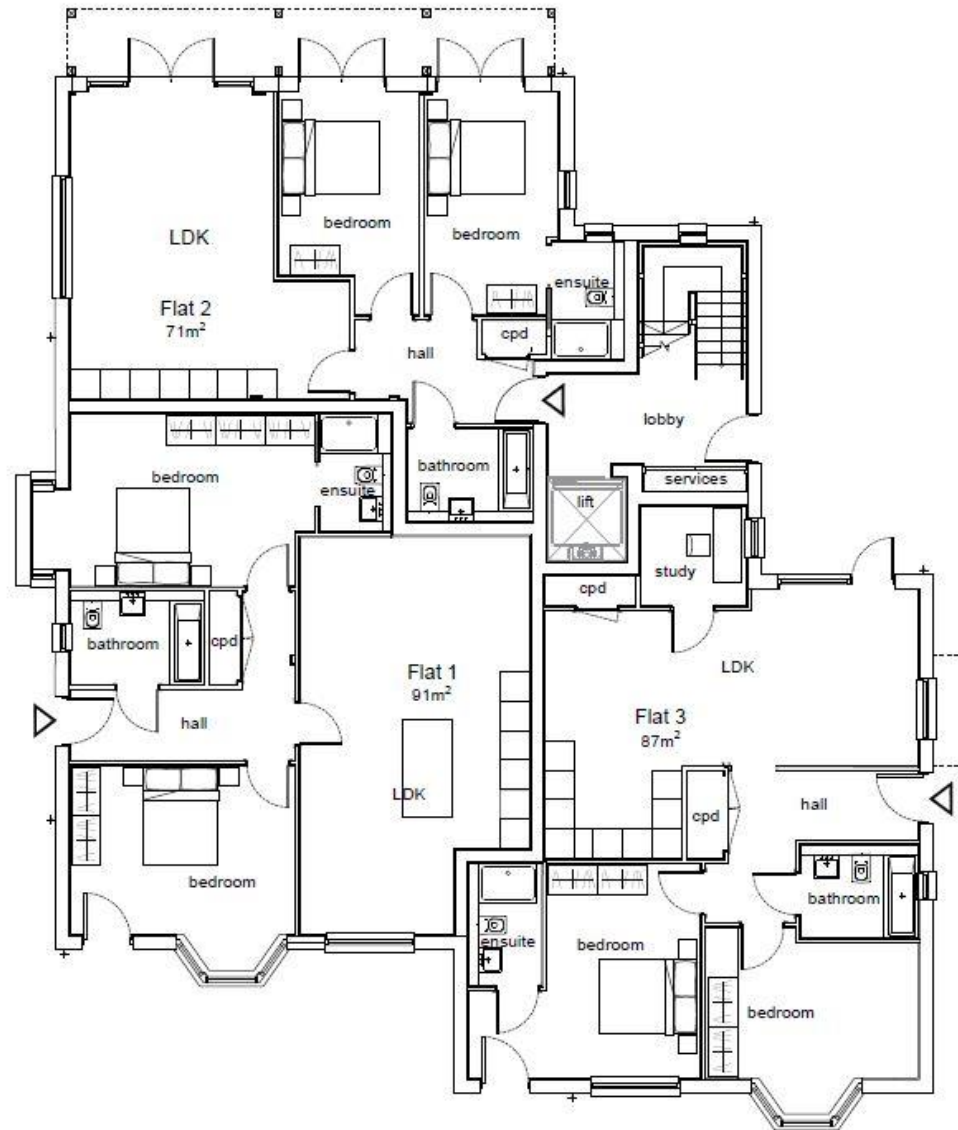 bedroom
bedroom
LDK
ensuite
Flat 2
71m²
cpd
hall
lobby
bathroom
services
bedroom
ensuite
lift
study
cpd
bathroom
cpd
Flat 1
91m²
LDK
Flat 3
87m²
hall
LDK
cpd
hall
bedroom
bathroom
ensuite
bedroom
bedroom